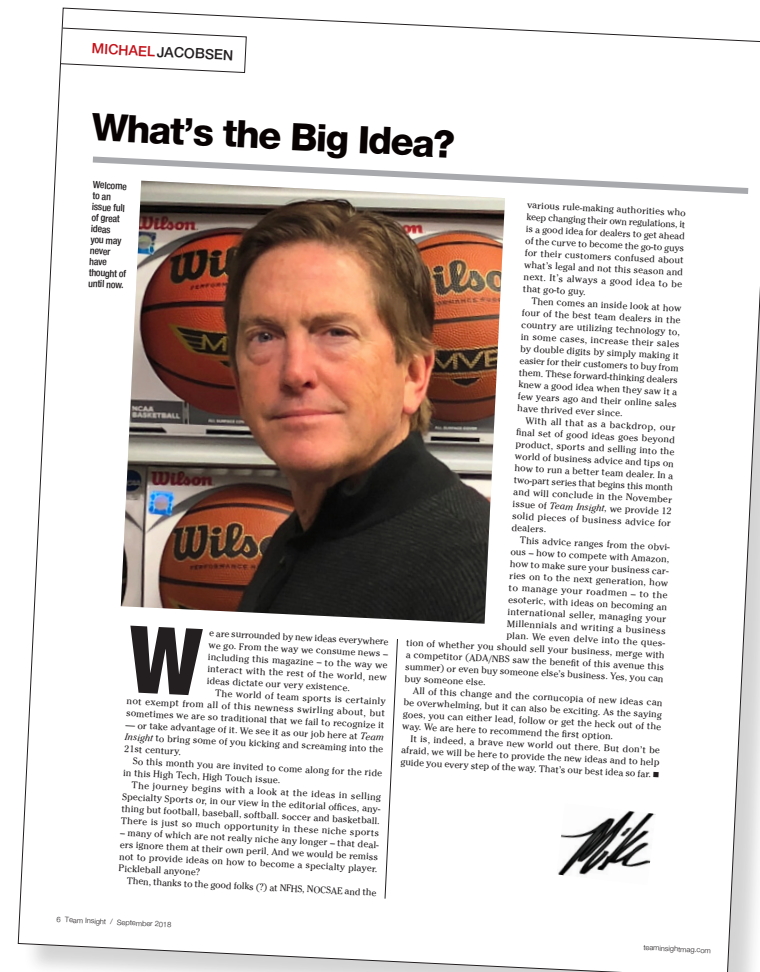 MICHAEL JACOBSEN
What's the Big Idea?
Welcome
to an
issue full
of great
ideas
you may
never
have
thought of
until now.
Wilson
NCAA
BASKETBALL
Wilson
MVP
Wilson
Wilson
We are surrounded by new ideas everywhere
we go. From the way we consume news –
including this magazine – to the way we
interact with the rest of the world, new
ideas dictate our very existence.
The world of team sports is certainly
not exempt from all of this newness swirling about, but
sometimes we are so traditional that we fail to recognize it
— or take advantage of it. We see it as our job here at Team
Insight to bring some of you kicking and screaming into the
21st century.
So this month you are invited to come along for the ride
in this High Tech, High Touch issue.
The journey begins with a look at the ideas in selling
Specialty Sports or, in our view in the editorial offices, any-
thing but football, baseball, softball. soccer and basketball.
There is just so much opportunity in these niche sports
– many of which are not really niche any longer – that deal-
ers ignore them at their own peril. And we would be remiss
not to provide ideas on how to become a specialty player.
Pickleball anyone?
Then, thanks to the good folks (?) at NFHS, NOCSAE and the
various rule-making authorities who
keep changing their own regulations, it
is a good idea for dealers to get ahead
of the curve to become the go-to guys
for their customers confused about
what's legal and not this season and
next. It's always a good idea to be
that go-to guy.
Then comes an inside look at how
four of the best team dealers in the
country are utilizing technology to,
in some cases, increase their sales
by double digits by simply making it
easier for their customers to buy from
them. These forward-thinking dealers
knew a good idea when they saw it a
few years ago and their online sales
have thrived ever since.
With all that as a backdrop, our
final set of good ideas goes beyond
product, sports and selling into the
world of business advice and tips on
how to run a better team dealer. In a
two-part series that begins this month
and will conclude in the November
issue of Team Insight, we provide 12
solid pieces of business advice for
dealers.
This advice ranges from the obvi-
ous – how to compete with Amazon,
how to make sure your business car-
ries on to the next generation, how
to manage your roadmen – to the
esoteric, with ideas on becoming an
international seller, managing your
Millennials and writing a business
plan. We even delve into the ques-
tion of whether you should sell your business, merge with
a competitor (ADA/NBS saw the benefit of this avenue this
summer) or even buy someone else's business. Yes, you can
buy someone else.
All of this change and the cornucopia of new ideas can
be overwhelming, but it can also be exciting. As the saying
goes, you can either lead, follow or get the heck out of the
way. We are here to recommend the first option.
It is, indeed, a brave new world out there. But don't be
afraid, we will be here to provide the new ideas and to help
guide you every step of the way. That's our best idea so far. ■
Mike
6 Team Insight / September 2018
teaminsightmag.com